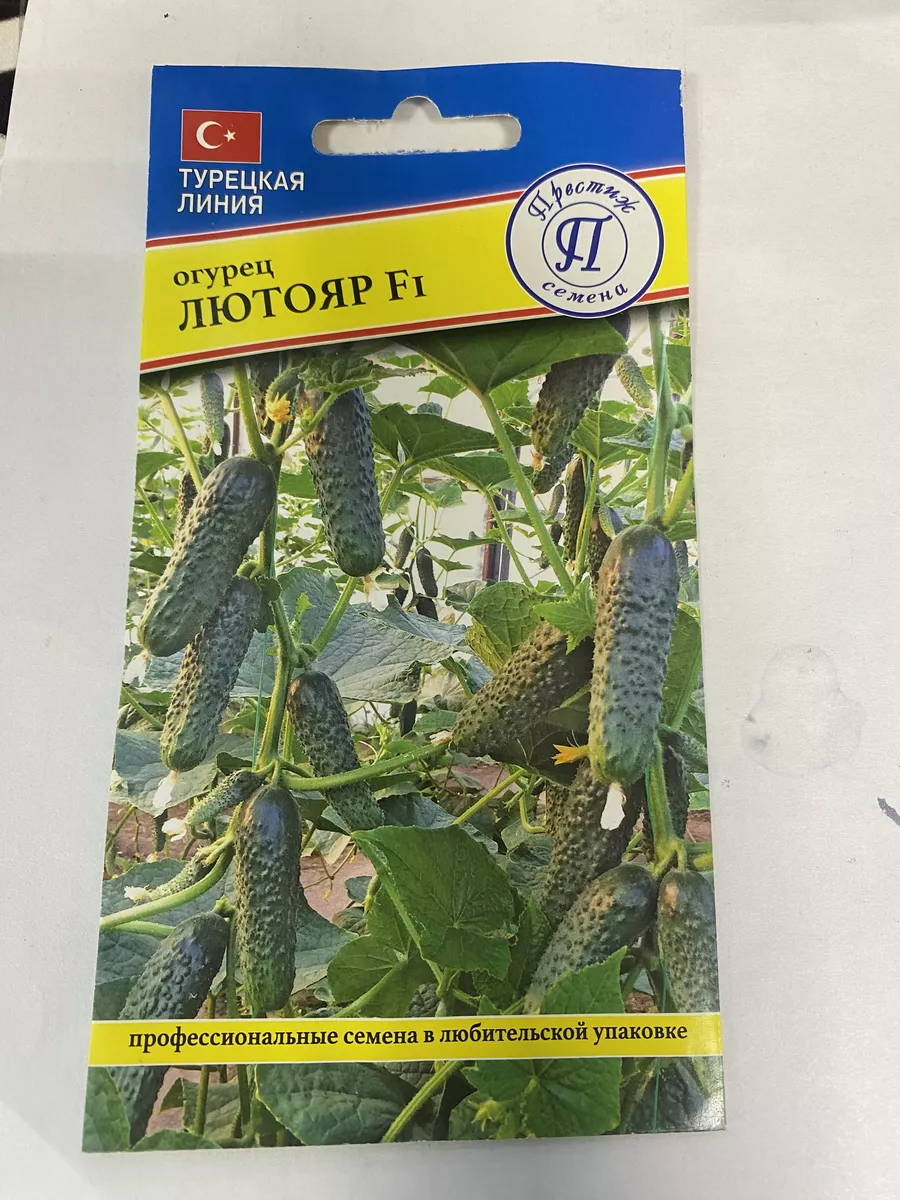 ТУРЕЦКАЯ
ЛИНИЯ
Престиж
П
семена
огурец
ЛЮТОЯР F1
профессиональные семена в любительской упаковке